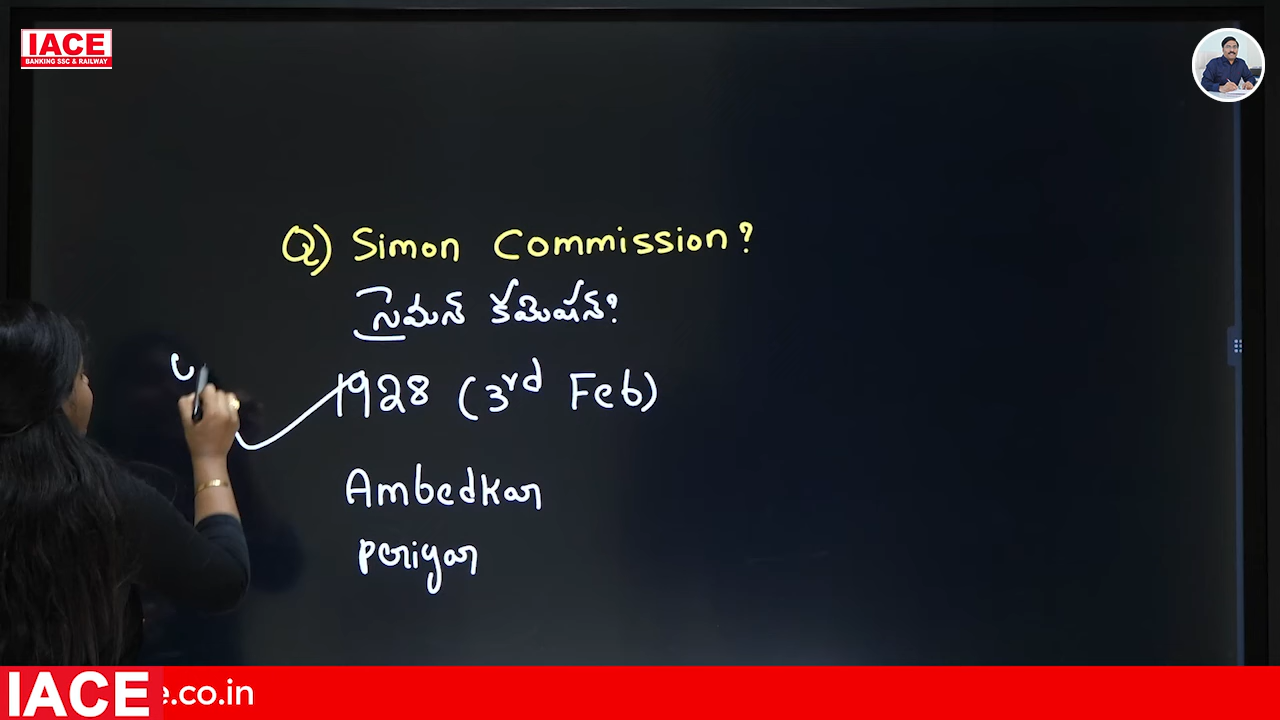 IACE
BANKING SSC & RAILWAY
Q) Simon Commission?
సైమన్ కమెషన్?
1928 (3rd Feb)
Ambedkar
periyar
IACE
e.co.in